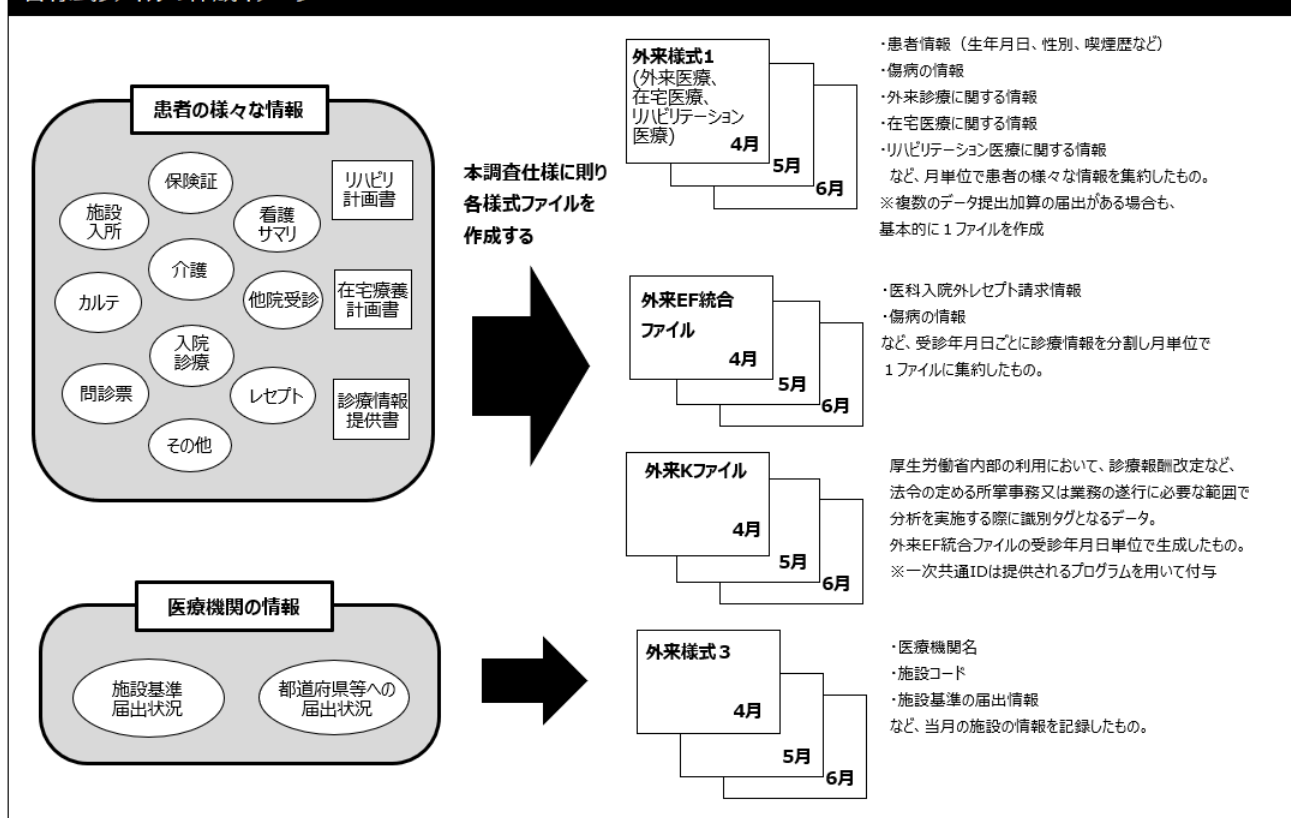 患者の様々な情報
保険証
施設
入所
看護
サマリ
介護
カルテ
他院受診
入院
診療
問診票
レセプト
その他
リハビリ
計画書
在宅療養
計画書
診療情報
提供書
本調査仕様に則り
各様式ファイルを
作成する
外来様式1
(外来医療、
在宅医療、
リハビリテーション
医療)
4月
5月
6月
・患者情報（生年月日、性別、喫煙歴など）
・傷病の情報
・外来診療に関する情報
・在宅医療に関する情報
・リハビリテーション医療に関する情報
など、月単位で患者の様々な情報を集約したもの。
※複数のデータ提出加算の届出がある場合も、
基本的に１ファイルを作成
外来EF統合
ファイル
4月
5月
6月
・医科入院外レセプト請求情報
・傷病の情報
など、受診年月日ごとに診療情報を分割し月単位で
１ファイルに集約したもの。
外来Kファイル
4月
5月
6月
厚生労働省内部の利用において、診療報酬改定など、
法令の定める所掌事務又は業務の遂行に必要な範囲で
分析を実施する際に識別タグとなるデータ。
外来EF統合ファイルの受診年月日単位で生成したもの。
※一次共通IDは提供されるプログラムを用いて付与
医療機関の情報
施設基準
届出状況
都道府県等への
届出状況
外来様式３
4月
5月
6月
・医療機関名
・施設コード
・施設基準の届出情報
など、当月の施設の情報を記録したもの。